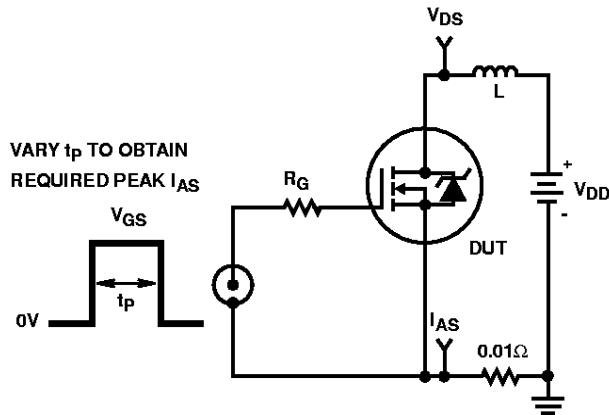 VDS
L
VARY tP TO OBTAIN
REQUIRED PEAK IAS
RG
+
VDD
-
VGS
DUT
tP
0V
IAS
0.01Ω